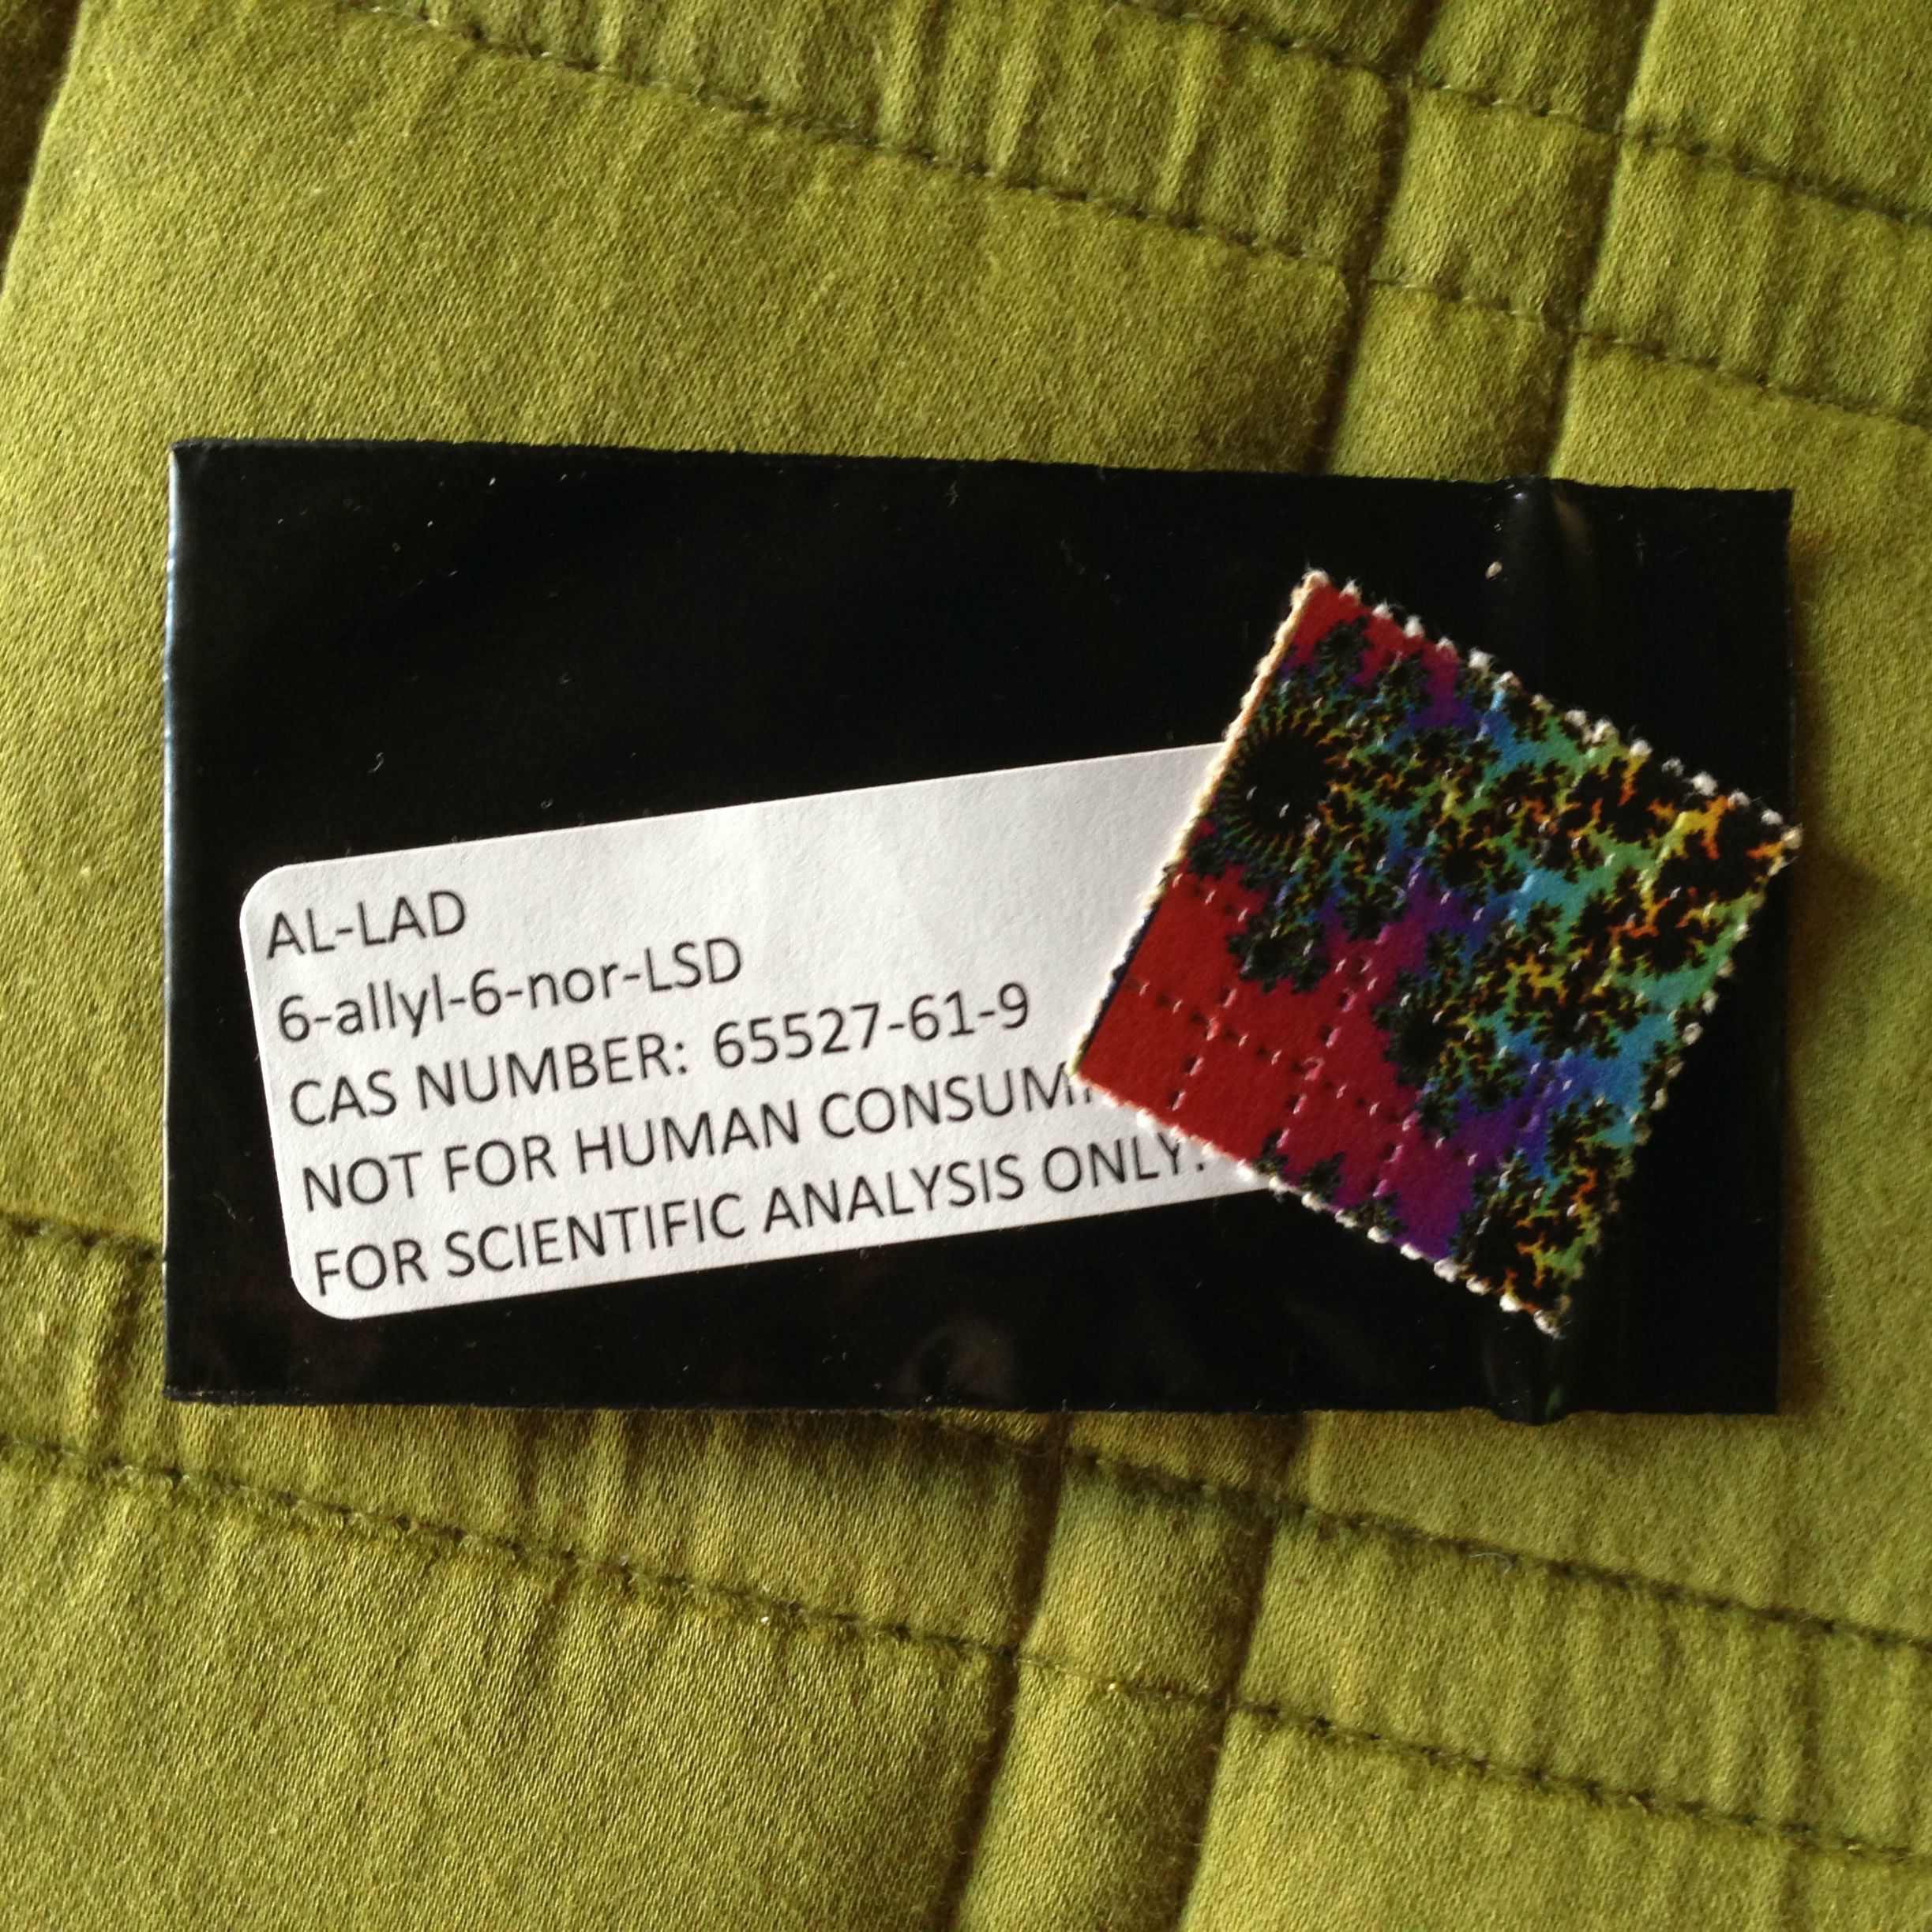 AL-LAD
6-allyl-6-nor-LSD
CAS NUMBER: 65527-61-9
NOT FOR HUMAN
FOR SCIENTIFIC ANALYSIS ONLY.